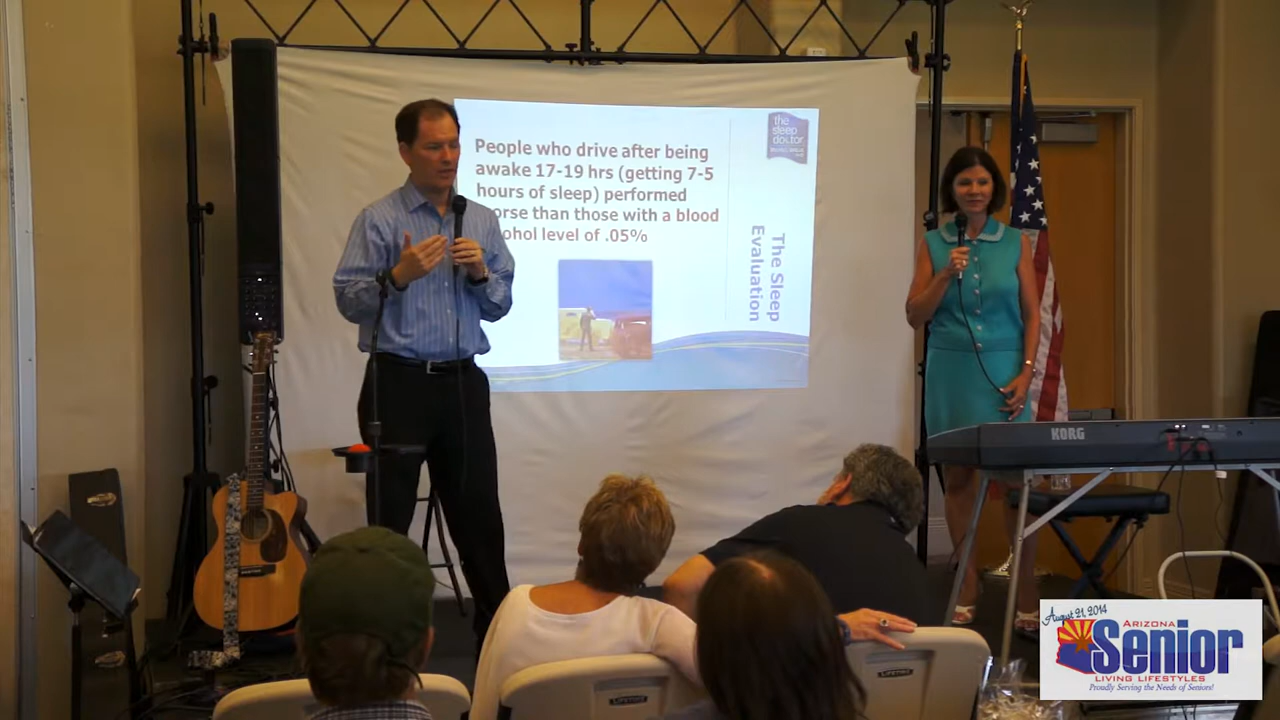 the
sleep
doctor
People who drive after being
awake 17-19 hrs (getting 7-5
hours of sleep) performed
orse than those with a blood
ohol level of .05%
The Sleep
Evaluation
KORG
LIFETIME
LIFETIME
August 21, 2014
ARIZONA
Senior
LIVING LIFESTYLES
Proudly Serving the Needs of Seniors!